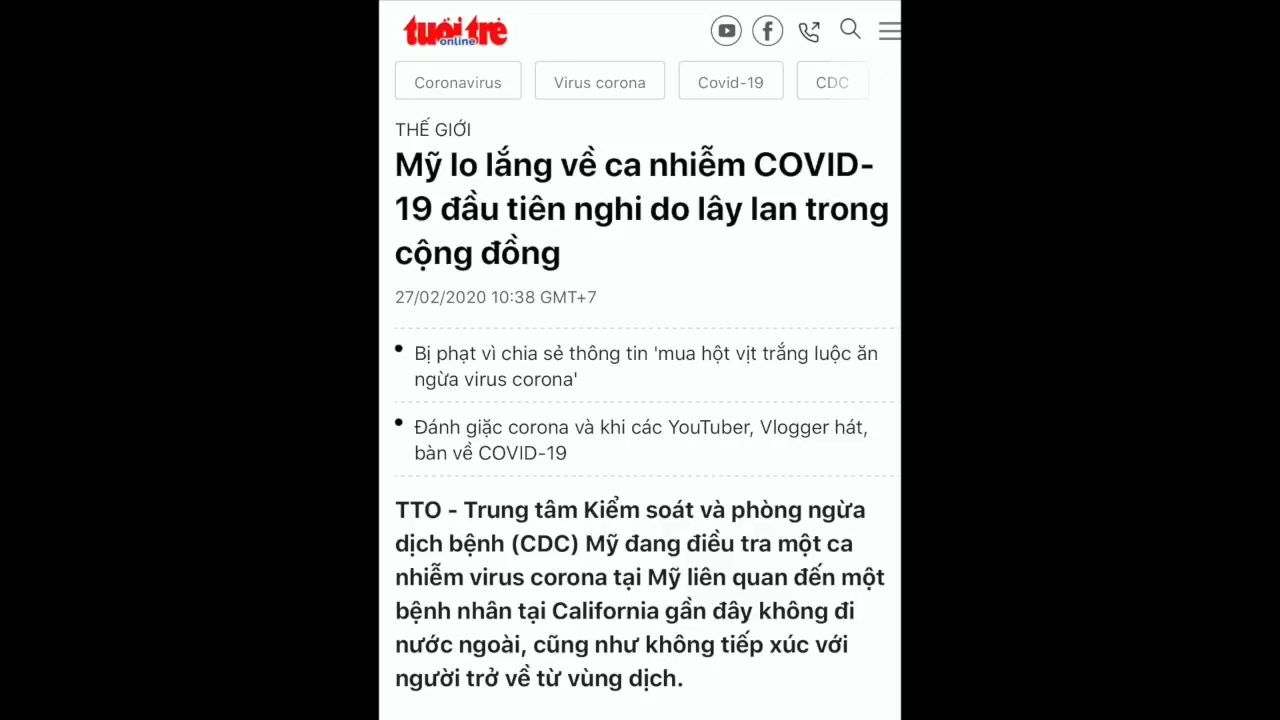 tuổi trẻ
online
Coronavirus
Virus corona
Covid-19
CDC
THẾ GIỚI
Mỹ lo lắng về ca nhiễm COVID-
19 đầu tiên nghi do lây lan trong
cộng đồng
27/02/2020 10:38 GMT+7
Bị phạt vì chia sẻ thông tin 'mua hột vịt trắng luộc ăn
ngừa virus corona'
Đánh giặc corona và khi các YouTuber, Vlogger hát,
bàn về COVID-19
TTO - Trung tâm Kiểm soát và phòng ngừa
dịch bệnh (CDC) Mỹ đang điều tra một ca
nhiễm virus corona tại Mỹ liên quan đến một
bệnh nhân tại California gần đây không đi
nước ngoài, cũng như không tiếp xúc với
người trở về từ vùng dịch.